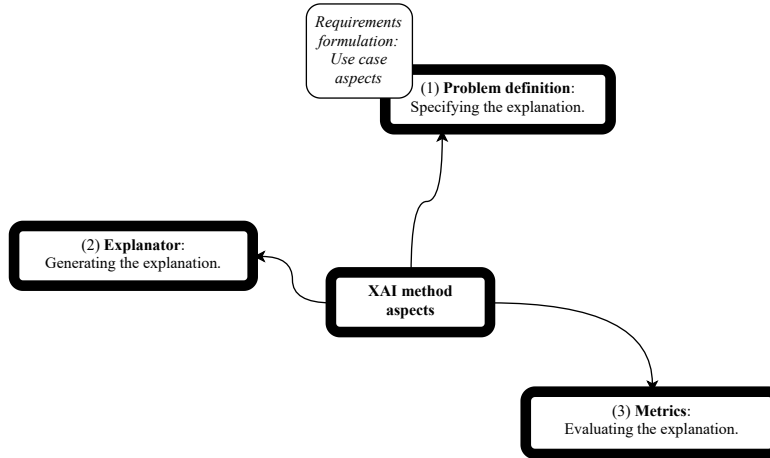 Requirements
formulation:
Use case
aspects
(1) Problem definition:
Specifying the explanation.
(2) Explanator:
Generating the explanation.
XAI method
aspects
(3) Metrics:
Evaluating the explanation.